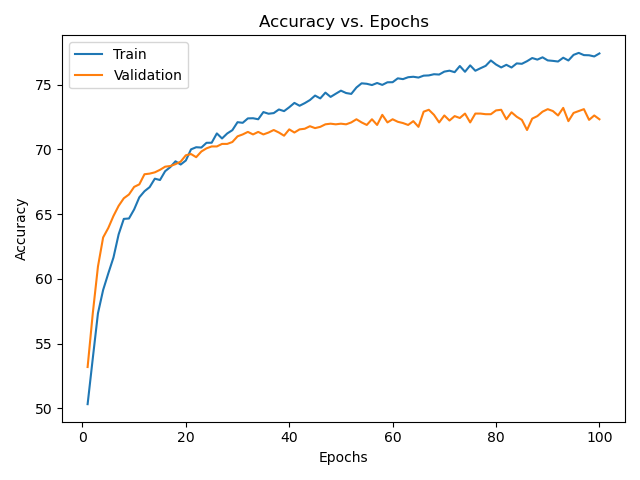 Accuracy vs. Epochs
Train
Validation
75
70
65
60
55
50
Accuracy
0 20 40 60 80 100
Epochs